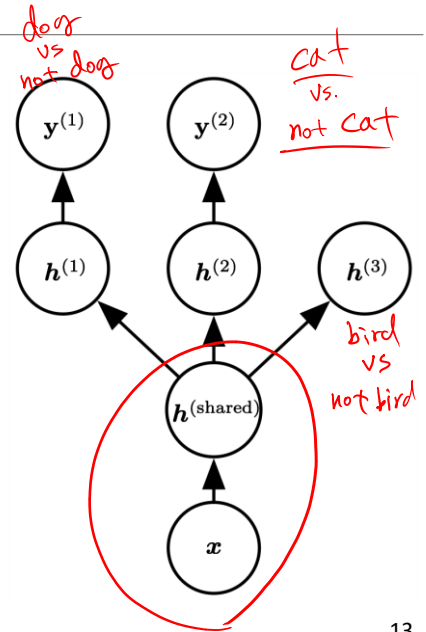 dog
vs
not dog
cat
vs.
not cat
y(1)
y(2)
h(1)
h(2)
h(3)
bird
vs
not bird
h(shared)
x
13